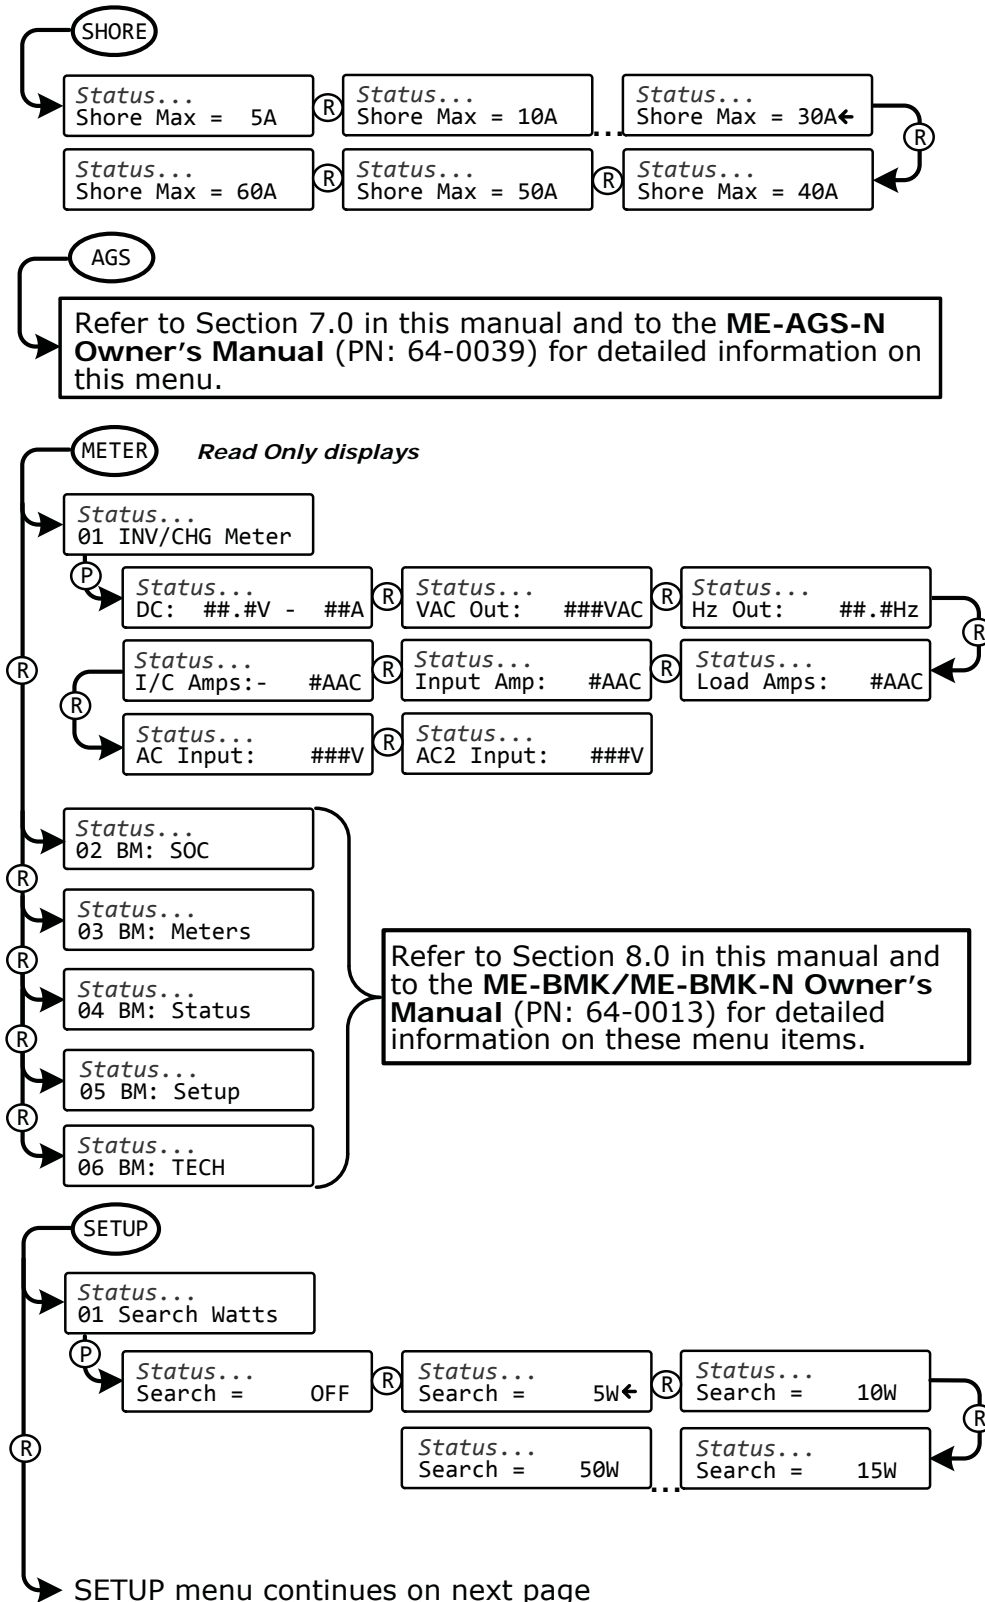 SHORE
Status... R Status... Status...
Shore Max = 5A Shore Max = 10A ... Shore Max = 30A←
R
Status... R Status... R Status...
Shore Max = 60A Shore Max = 50A Shore Max = 40A
AGS
Refer to Section 7.0 in this manual and to the ME-AGS-N
Owner's Manual (PN: 64-0039) for detailed information on
this menu.
METER Read Only displays
Status...
01 INV/CHG Meter
P
Status... R Status... R Status...
DC: ##.#V - ##A VAC Out: ###VAC Hz Out: ##.#Hz
R
R
Status... R Status... R Status...
I/C Amps:- #AAC Input Amp: #AAC Load Amps: #AAC
R
Status... R Status...
AC Input: ###V AC2 Input: ###V
Status...
02 BM: SOC
R
Status...
03 BM: Meters
R
Status...
04 BM: Status
R
Status...
05 BM: Setup
R
Status...
06 BM: TECH
Refer to Section 8.0 in this manual and
to the ME-BMK/ME-BMK-N Owner's
Manual (PN: 64-0013) for detailed
information on these menu items.
SETUP
Status...
01 Search Watts
P
Status... R Status... R Status...
Search = OFF Search = 5W← Search = 10W
R
R
Status... Status...
Search = 50W ... Search = 15W
SETUP menu continues on next page